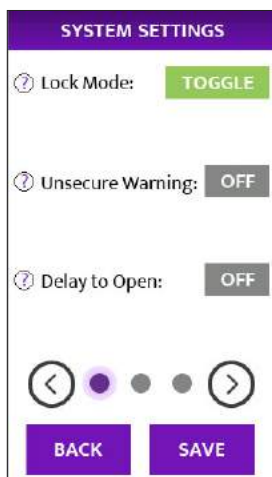 SYSTEM SETTINGS
? Lock Mode: TOGGLE
? Unsecure Warning: OFF
? Delay to Open: OFF
BACK SAVE